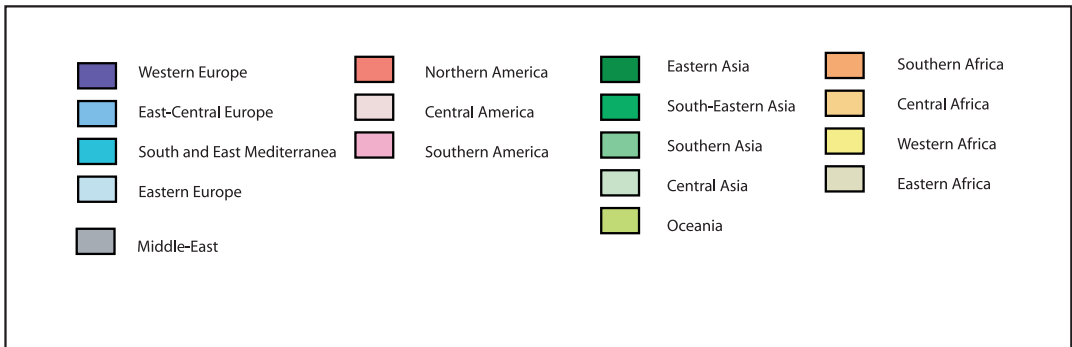 Western Europe
East-Central Europe
South and East Mediterranea
Eastern Europe
Middle-East
Northern America
Central America
Southern America
Eastern Asia
South-Eastern Asia
Southern Asia
Central Asia
Oceania
Southern Africa
Central Africa
Western Africa
Eastern Africa